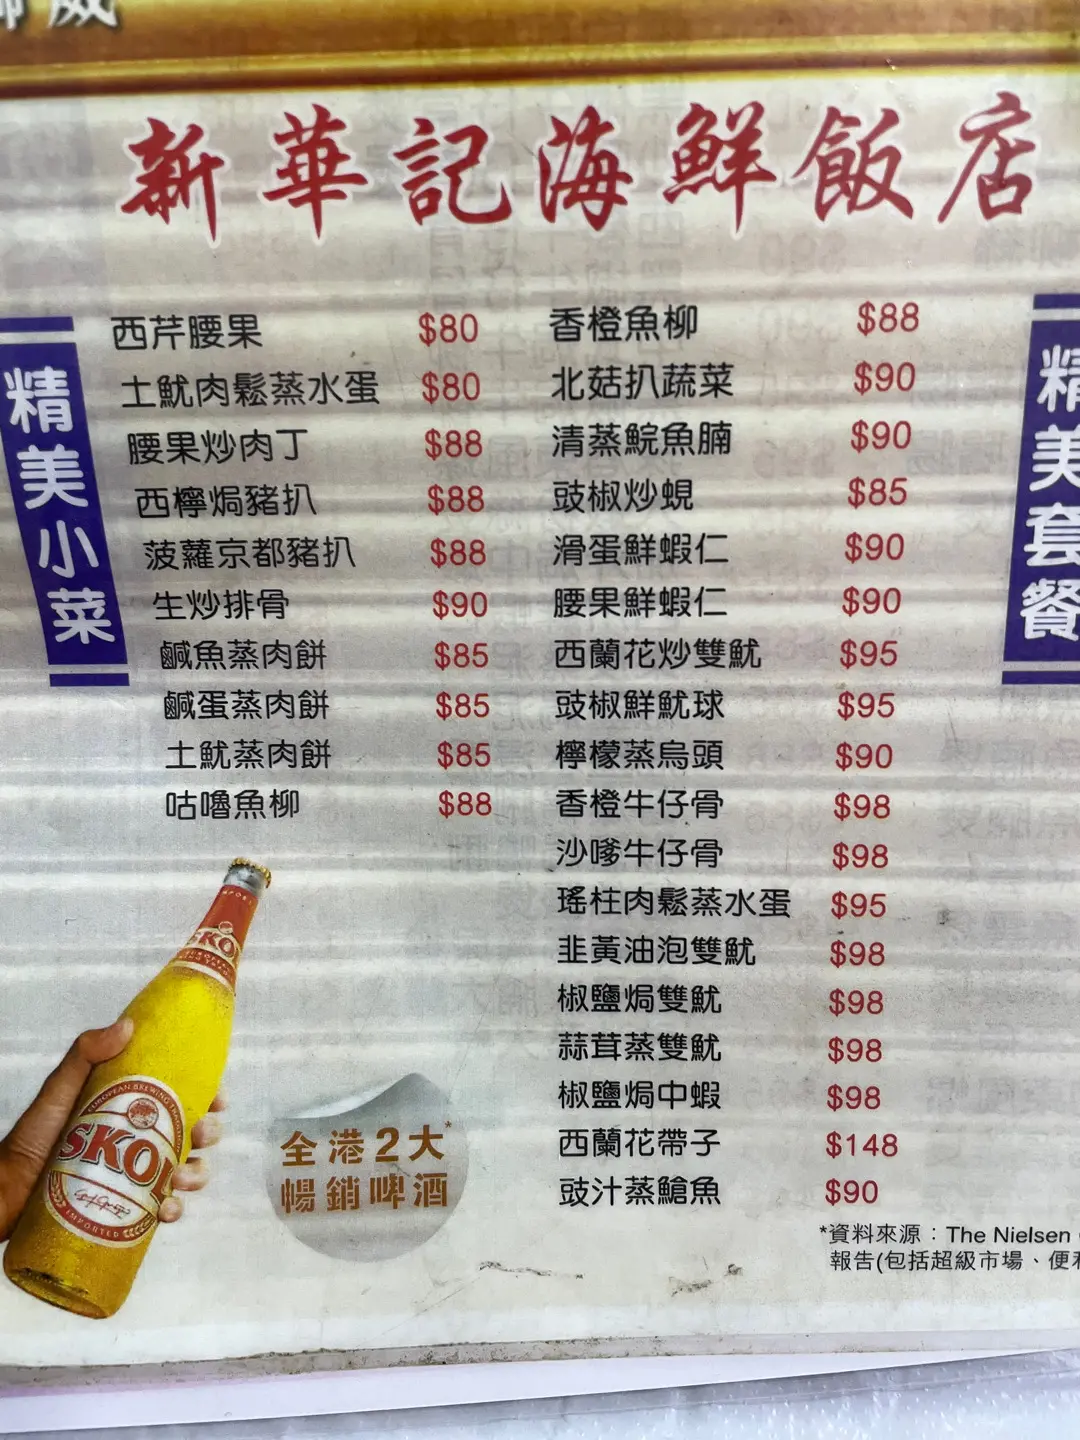 新華記海鮮飯店
精美小菜
西芹腰果 $80
土魷肉鬆蒸水蛋 $80
腰果炒肉丁 $88
西檸焗豬扒 $88
菠蘿京都豬扒 $88
生炒排骨 $90
鹹魚蒸肉餅 $85
鹹蛋蒸肉餅 $85
土魷蒸肉餅 $85
咕嚕魚柳 $88
香橙魚柳 $88
北菇扒蔬菜 $90
清蒸鯇魚腩 $90
豉椒炒蜆 $85
滑蛋鮮蝦仁 $90
腰果鮮蝦仁 $90
西蘭花炒雙魷 $95
豉椒鮮魷球 $95
檸檬蒸烏頭 $90
香橙牛仔骨 $98
沙嗲牛仔骨 $98
瑤柱肉鬆蒸水蛋 $95
韭黃油泡雙魷 $98
椒鹽焗雙魷 $98
蒜茸蒸雙魷 $98
椒鹽焗中蝦 $98
西蘭花帶子 $148
豉汁蒸鱠魚 $90
精美套餐
SKOL
EUROPEAN BREWING TRADITION
SKOL
IMPORTED
全港2大*
暢銷啤酒
*資料來源：The Nielsen
報告(包括超級市場、便利